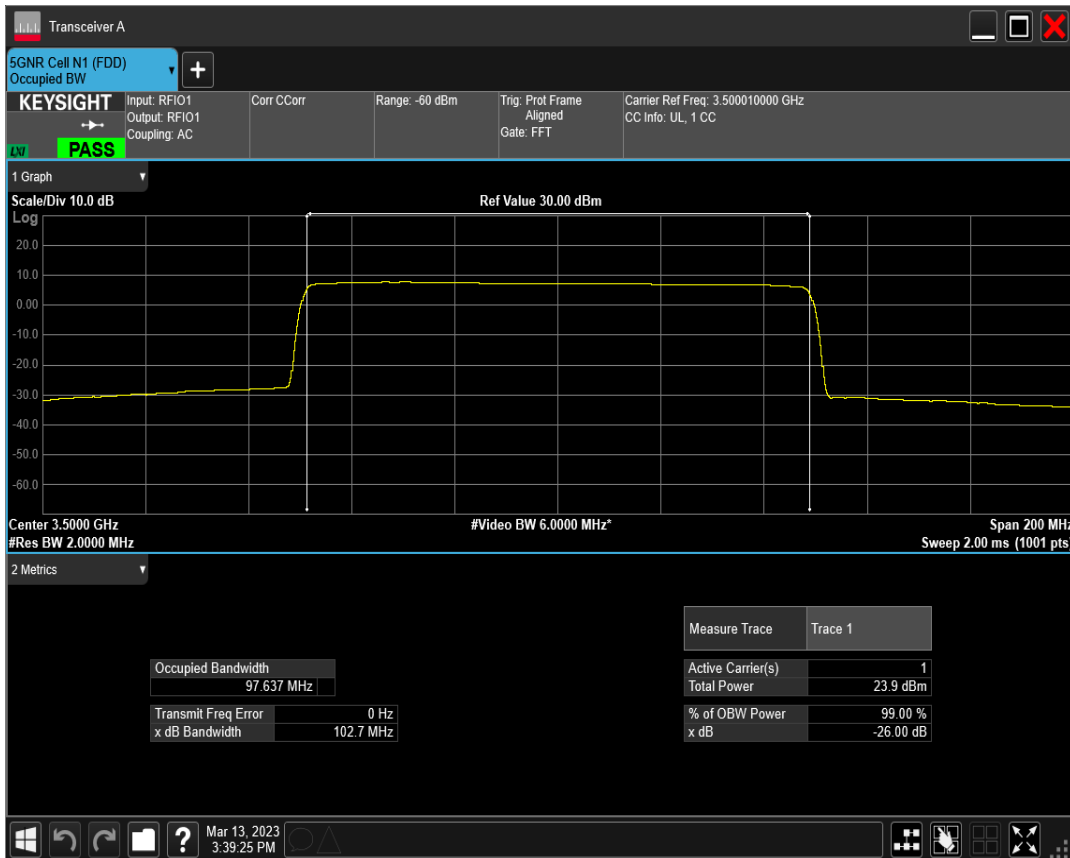 Transceiver A
5GNR Cell N1 (FDD)
Occupied BW
+
KEYSIGHT
LXI
PASS
Input: RFIO1
Output: RFIO1
Coupling: AC
Corr CCorr
Range: -60 dBm
Trig: Prot Frame
Aligned
Gate: FFT
Carrier Ref Freq: 3.500010000 GHz
CC Info: UL, 1 CC
1 Graph
Scale/Div 10.0 dB
Ref Value 30.00 dBm
Log
20.0
10.0
0.00
-10.0
-20.0
-30.0
-40.0
-50.0
-60.0
Center 3.5000 GHz
#Video BW 6.0000 MHz*
Span 200 MHz
#Res BW 2.0000 MHz
Sweep 2.00 ms (1001 pts)
2 Metrics
Measure Trace Trace 1
Occupied Bandwidth
97.637 MHz
Active Carrier(s) 1
Total Power 23.9 dBm
Transmit Freq Error 0 Hz
x dB Bandwidth 102.7 MHz
% of OBW Power 99.00 %
x dB -26.00 dB
?
Mar 13, 2023
3:39:25 PM